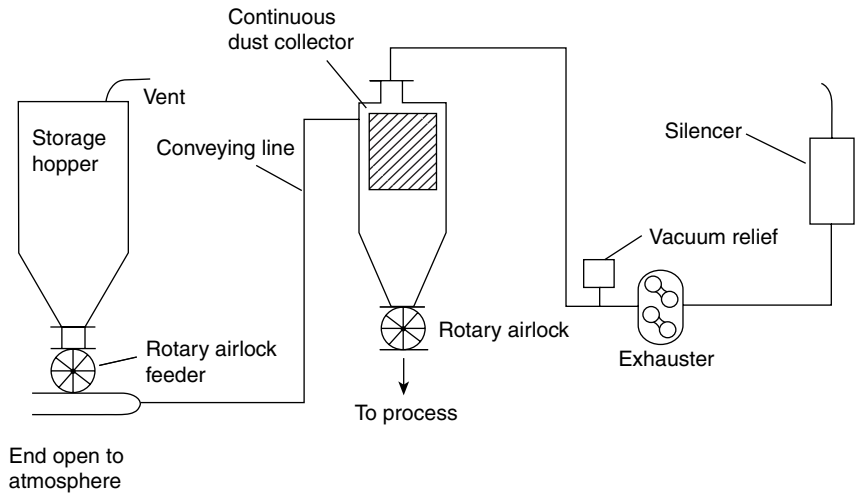 Continuous
dust collector
Vent
Storage
hopper
Conveying line
Silencer
Vacuum relief
Rotary airlock
feeder
Rotary airlock
Exhauster
To process
End open to
atmosphere